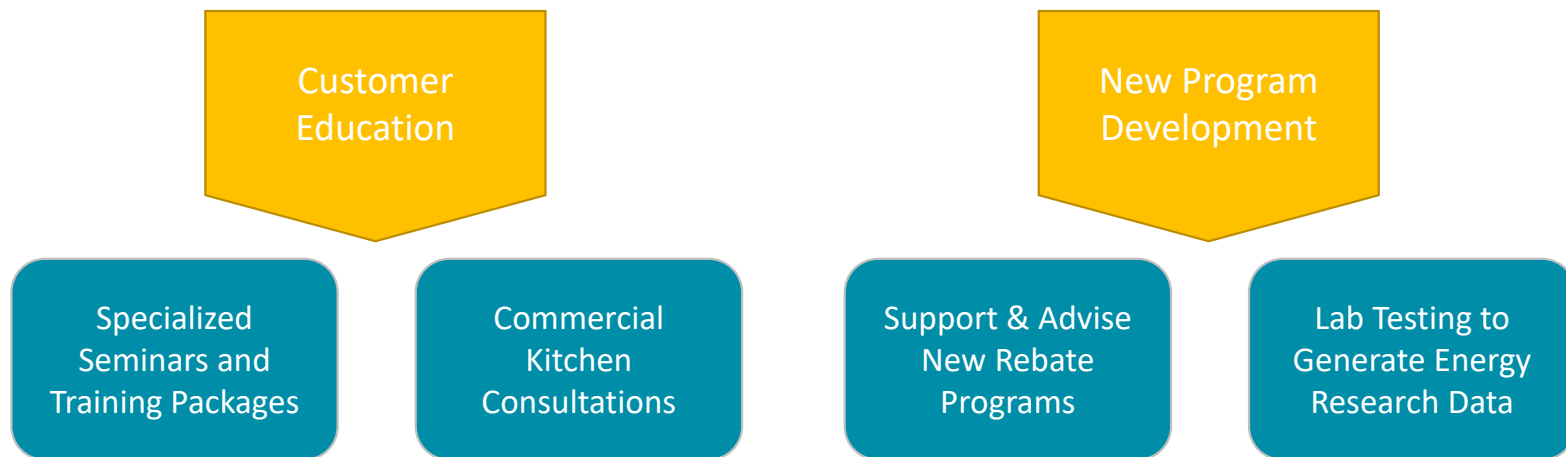 Customer
Education
New Program
Development
Specialized
Seminars and
Training Packages
Commercial
Kitchen
Consultations
Support & Advise
New Rebate
Programs
Lab Testing to
Generate Energy
Research Data